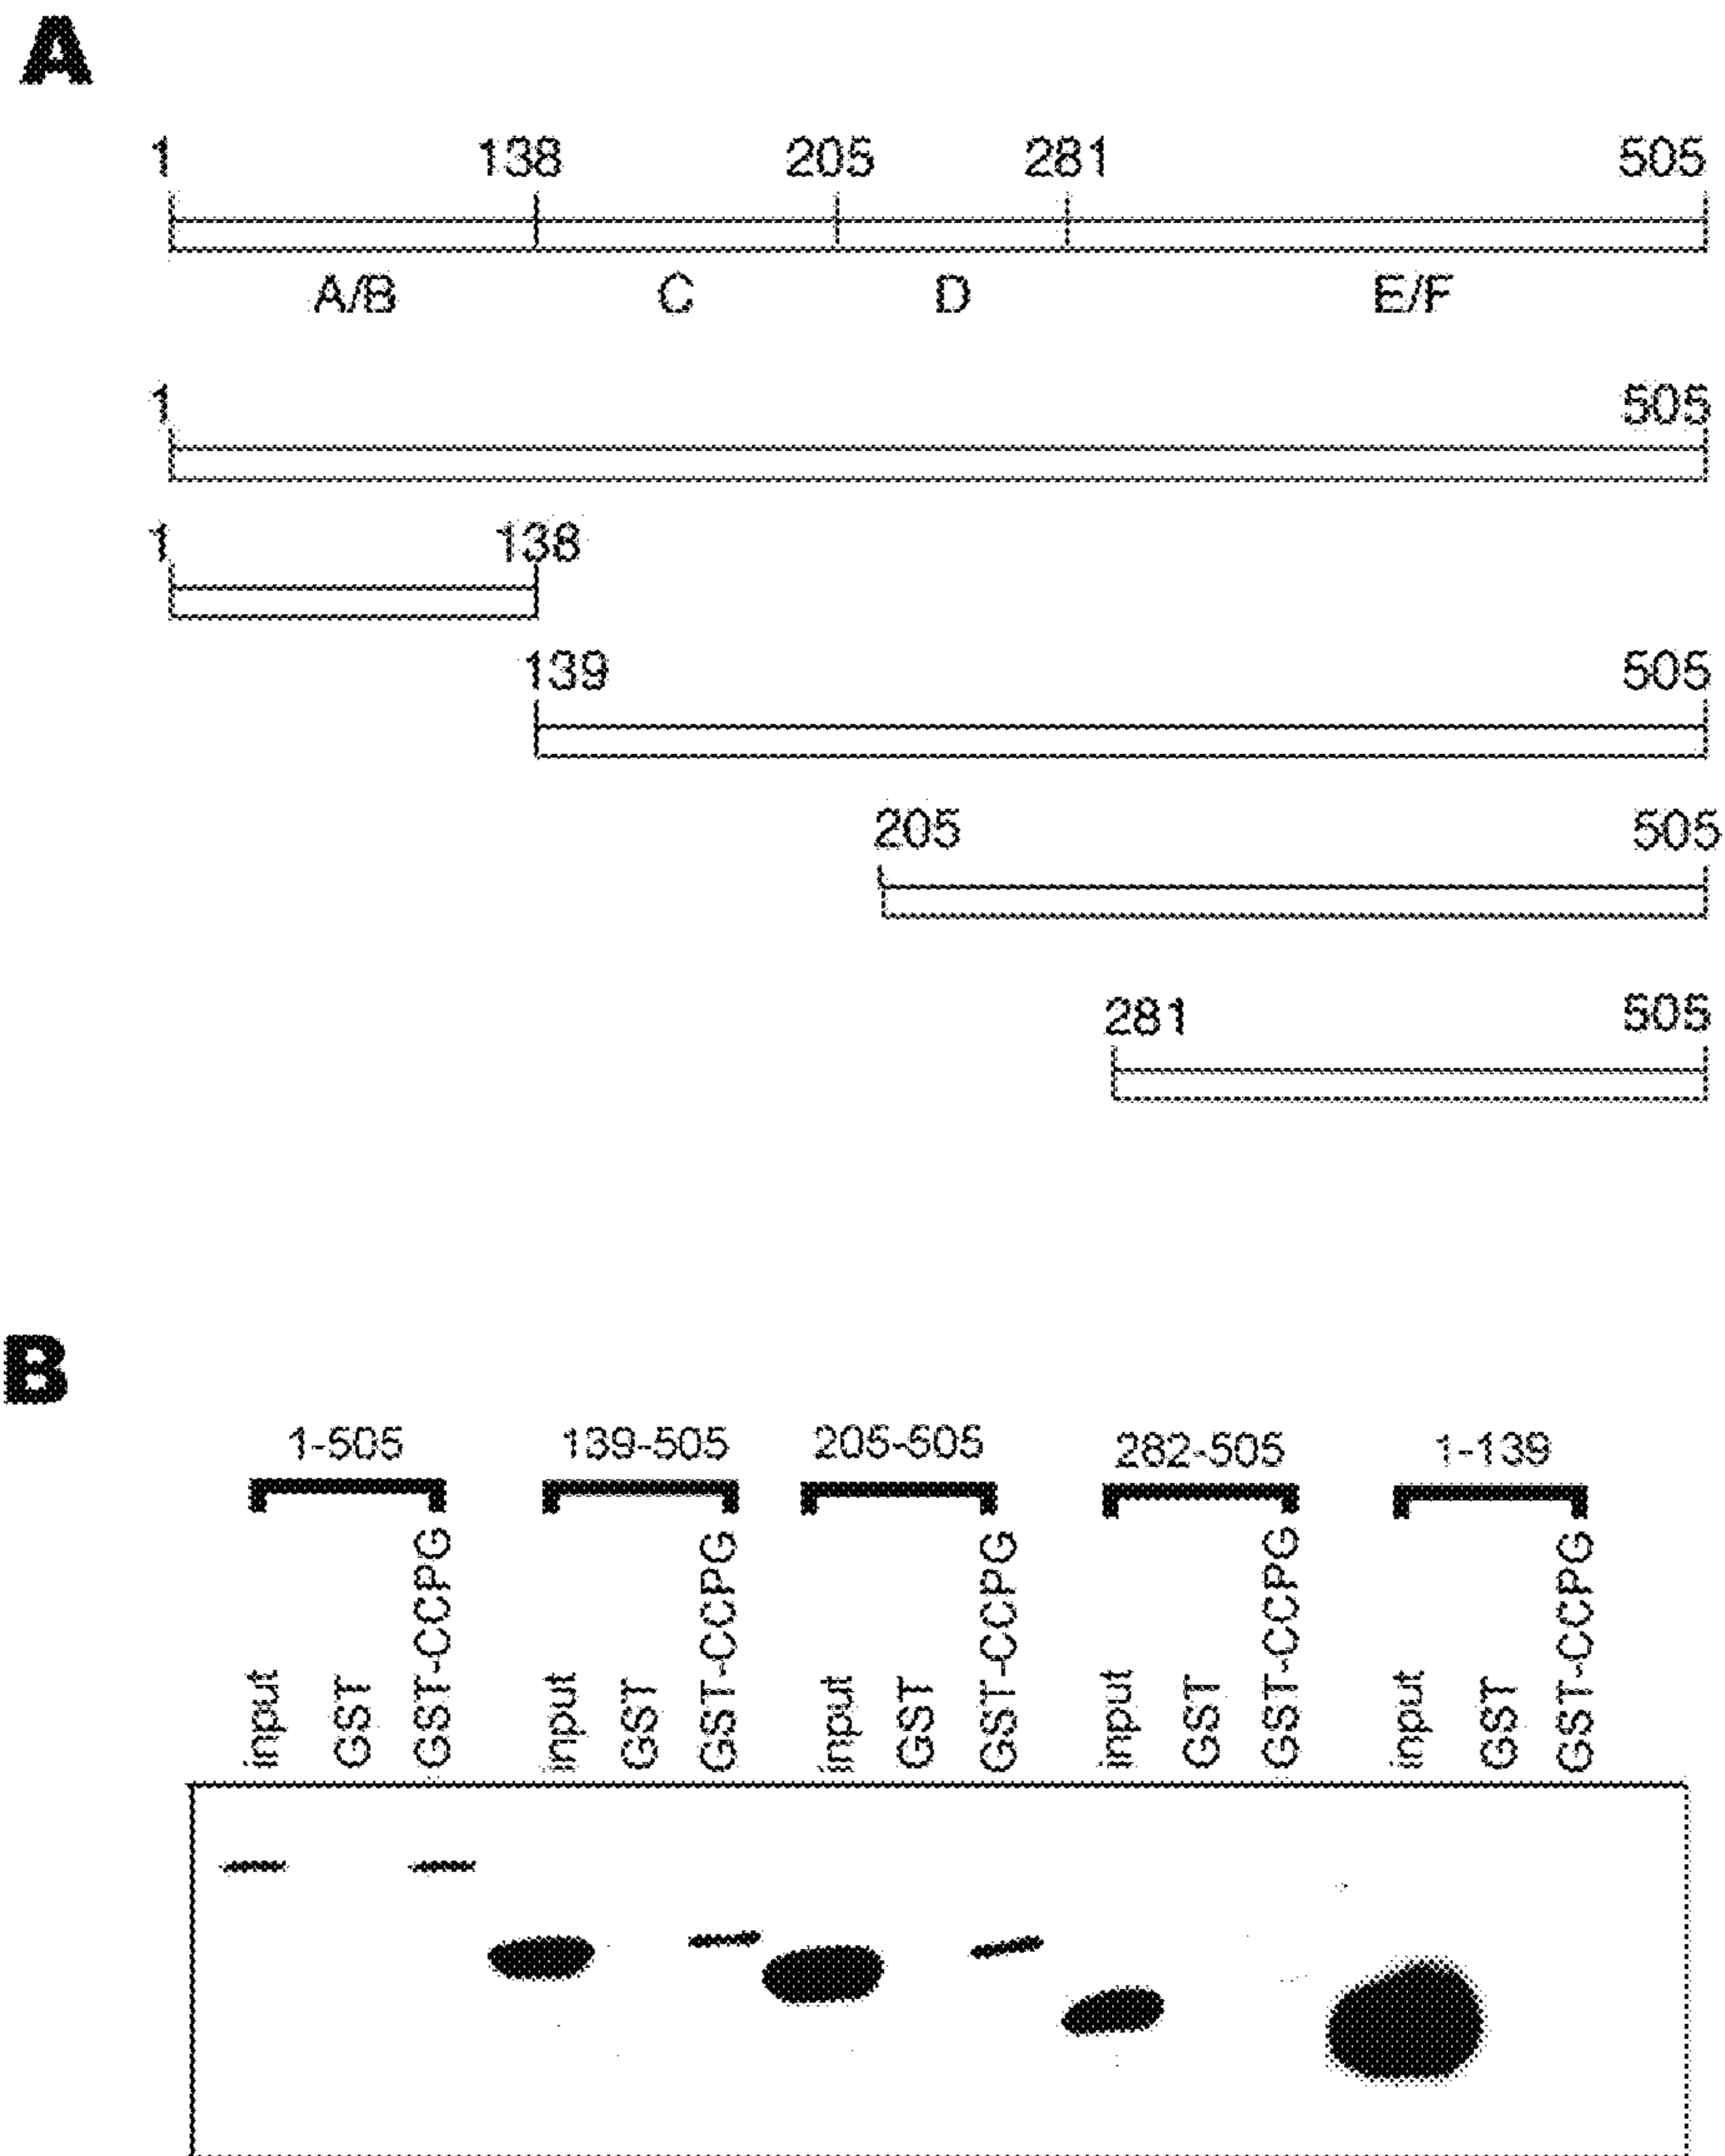 A
1 138 205 281 505
A/B C D E/F
1 505
1 138
139 505
205 505
281 505
B
1-505 139-505 205-505 282-505 1-139
input GST GST-CCPG input GST GST-CCPG input GST GST-CCPG input GST GST-CCPG input GST GST-CCPG